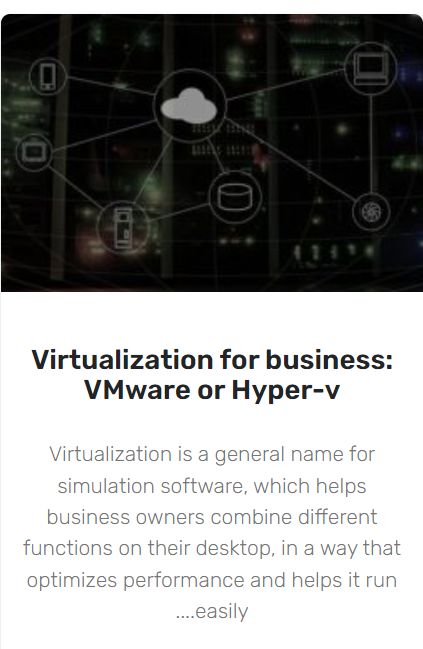 Virtualization for business:
VMware or Hyper-v
Virtualization is a general name for
simulation software, which helps
business owners combine different
functions on their desktop, in a way that
optimizes performance and helps it run
....easily